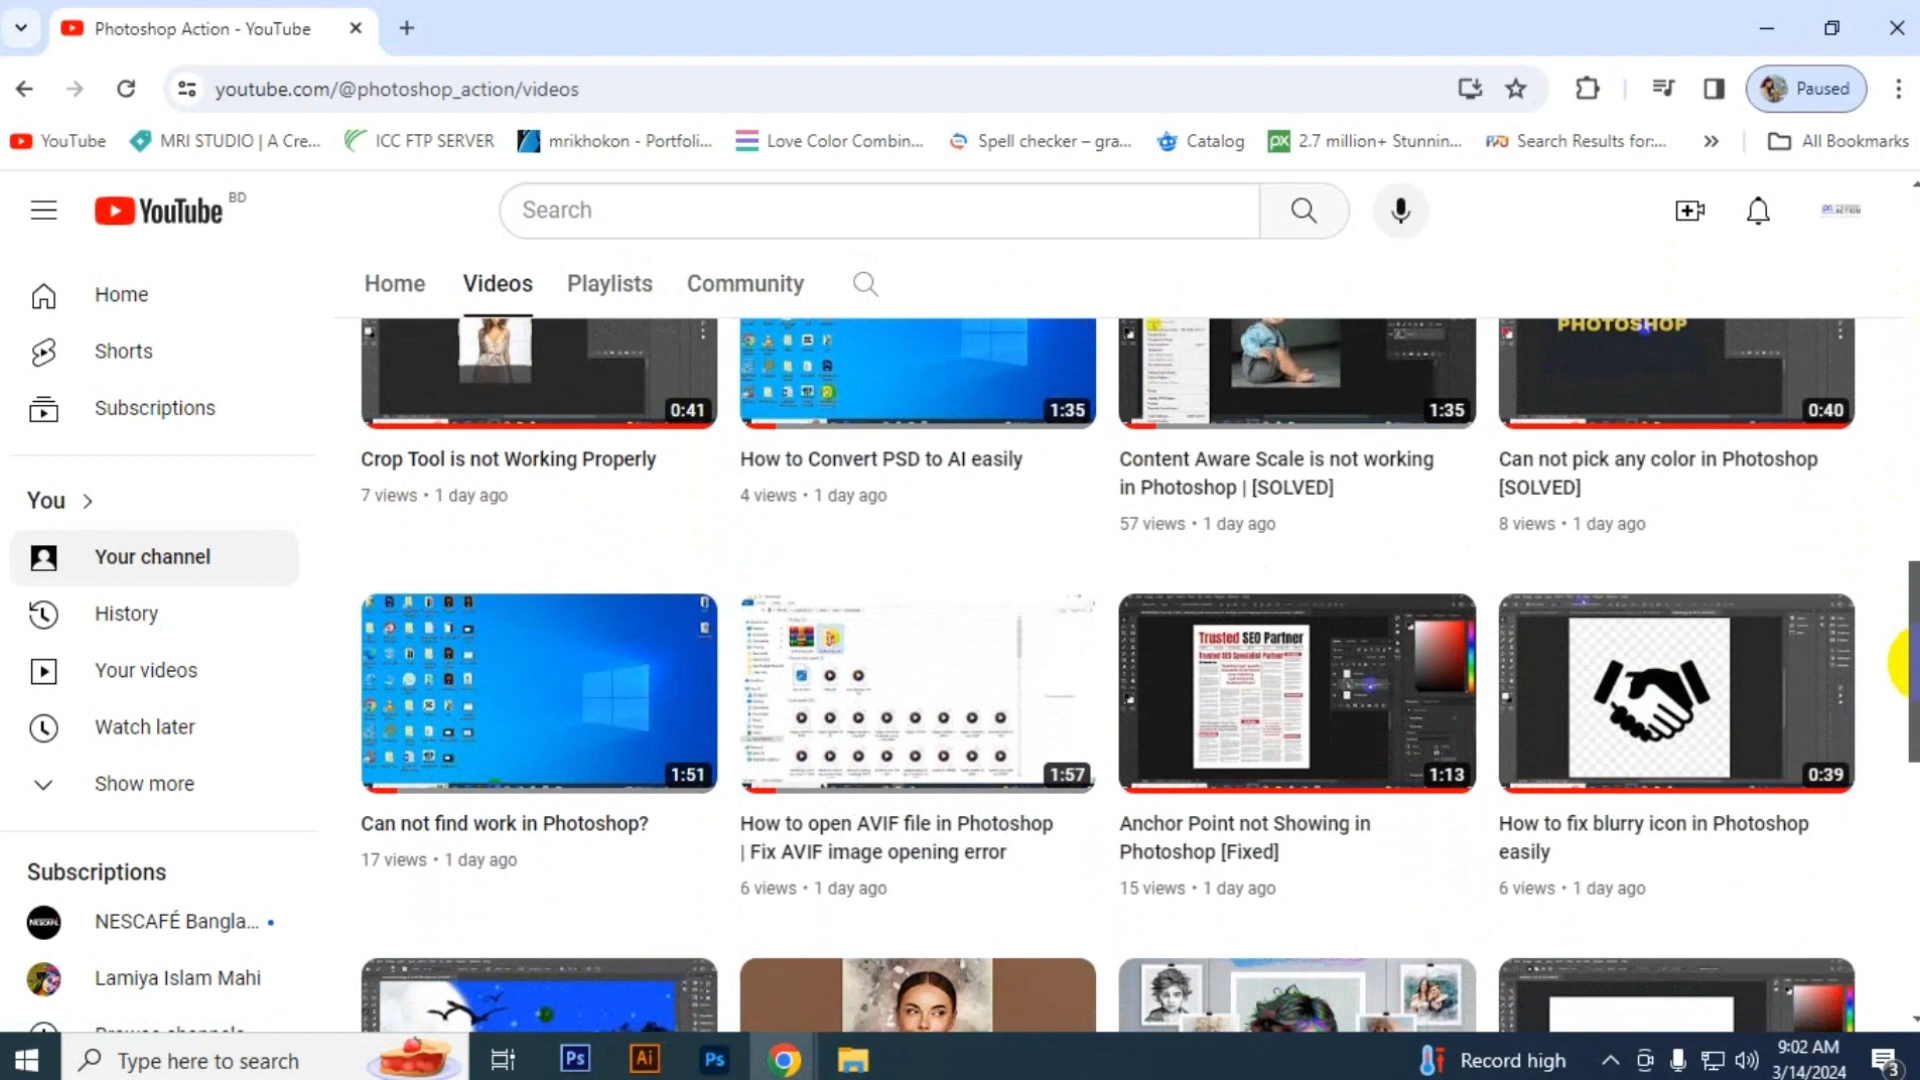 Photoshop Action - YouTube
youtube.com/@photoshop_action/videos
Paused
YouTube
MRI STUDIO | A Cre...
ICC FTP SERVER
mrikhokon - Portfoli...
Love Color Combin...
Spell checker – gra...
Catalog
px
2.7 million+ Stunnin...
Search Results for:...
All Bookmarks
YouTube BD
Search
Home
Videos
Playlists
Community
Home
Shorts
Subscriptions
You
Your channel
History
Your videos
Watch later
Show more
Subscriptions
NESCAFÉ Bangla...
Lamiya Islam Mahi
PHOTOSHOP
0:41
1:35
1:35
0:40
Crop Tool is not Working Properly
7 views • 1 day ago
How to Convert PSD to AI easily
4 views • 1 day ago
Content Aware Scale is not working
in Photoshop | [SOLVED]
57 views • 1 day ago
Can not pick any color in Photoshop
[SOLVED]
8 views • 1 day ago
Trusted SEO Partner
Trusted SEO Specialist Partner
1:51
1:57
1:13
0:39
Can not find work in Photoshop?
17 views • 1 day ago
How to open AVIF file in Photoshop
| Fix AVIF image opening error
6 views • 1 day ago
Anchor Point not Showing in
Photoshop [Fixed]
15 views • 1 day ago
How to fix blurry icon in Photoshop
easily
6 views • 1 day ago
Type here to search
Ps
Ai
Ps
Record high
9:02 AM
3/14/2024
3